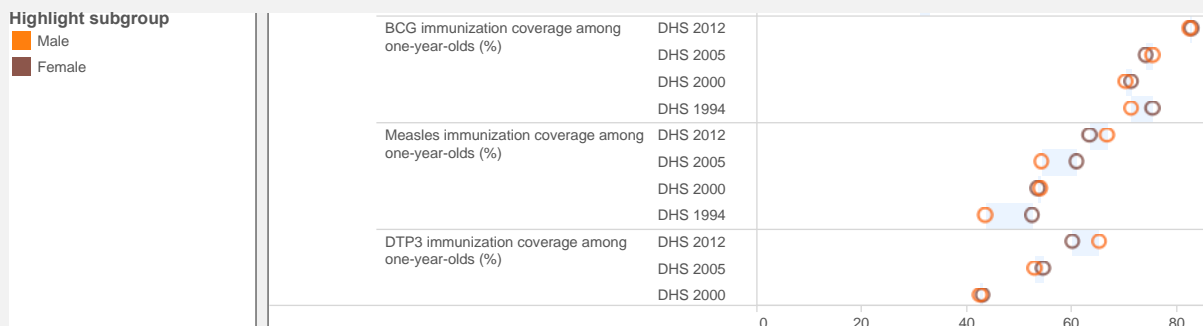 Highlight subgroup
Male
Female
BCG immunization coverage among
one-year-olds (%)
DHS 2012
DHS 2005
DHS 2000
DHS 1994
Measles immunization coverage among
one-year-olds (%)
DHS 2012
DHS 2005
DHS 2000
DHS 1994
DTP3 immunization coverage among
one-year-olds (%)
DHS 2012
DHS 2005
DHS 2000
0 20 40 60 80